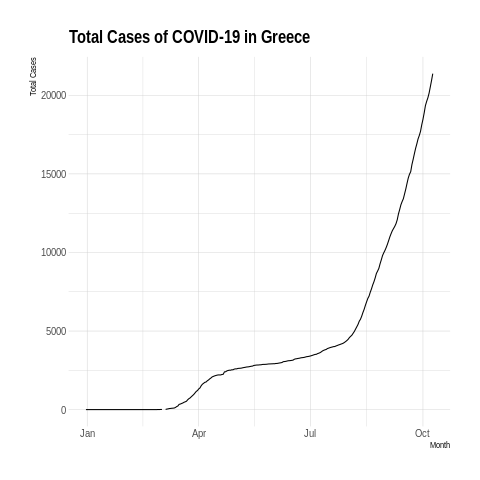 Total Cases of COVID-19 in Greece
Total Cases
20000
15000
10000
5000
0
Jan Apr Jul Oct
Month